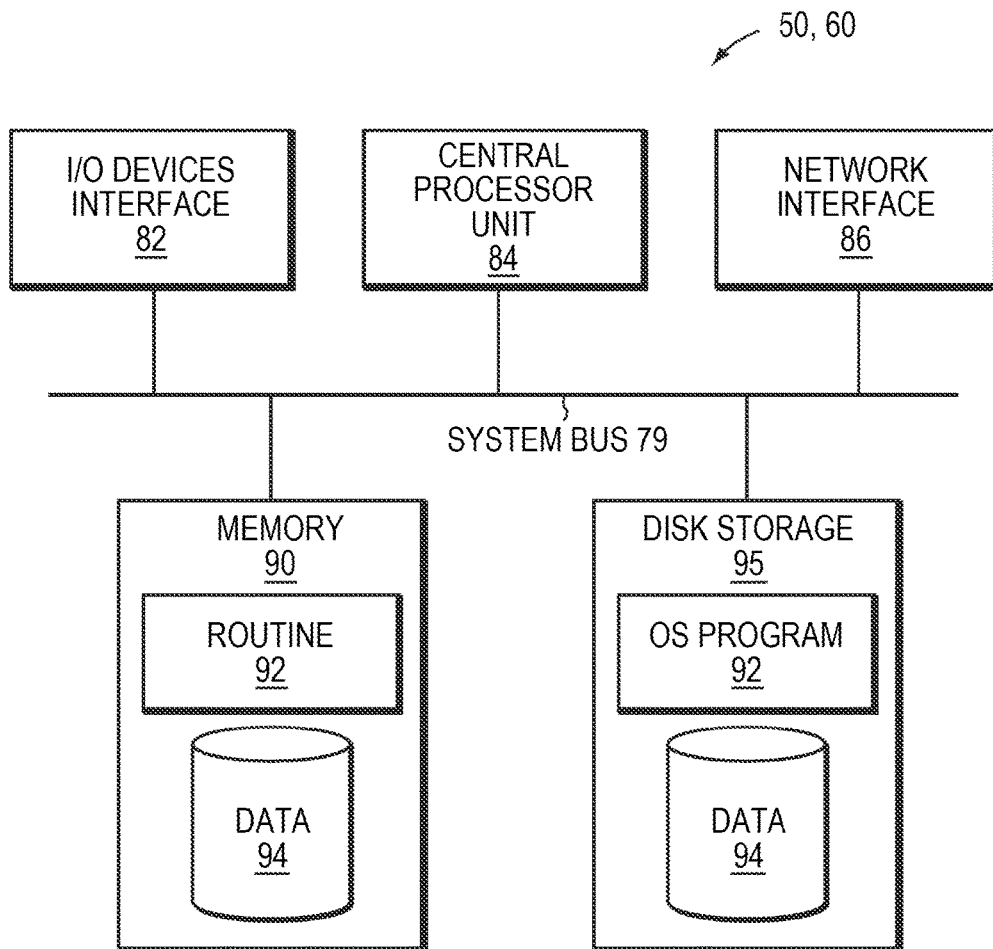 50, 60
I/O DEVICES
INTERFACE
82
CENTRAL
PROCESSOR
UNIT
84
NETWORK
INTERFACE
86
SYSTEM BUS 79
MEMORY
90
ROUTINE
92
DATA
94
DISK STORAGE
95
OS PROGRAM
92
DATA
94